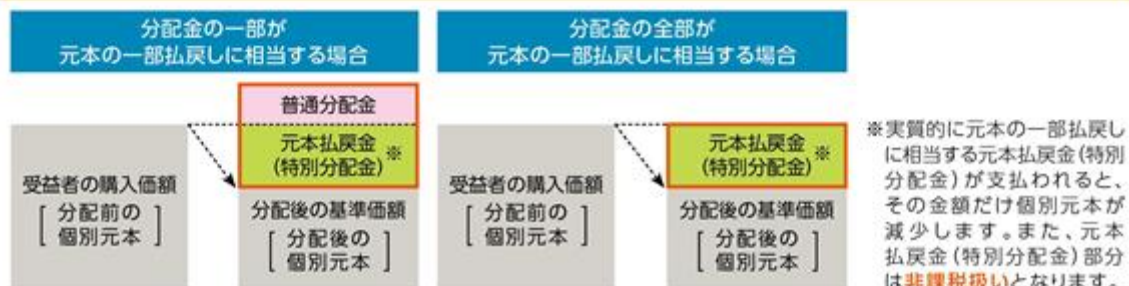 分配金の一部が
元本の一部払戻しに相当する場合
普通分配金
元本払戻金
(特別分配金)
※
受益者の購入価額
[ 分配前の
個別元本 ]
分配後の基準価額
[ 分配後の
個別元本 ]
分配金の全部が
元本の一部払戻しに相当する場合
元本払戻金
(特別分配金)
※
受益者の購入価額
[ 分配前の
個別元本 ]
分配後の基準価額
[ 分配後の
個別元本 ]
※実質的に元本の一部払戻し
に相当する元本払戻金(特別
分配金)が支払われると、
その金額だけ個別元本が
減少します。また、元本
払戻金(特別分配金)部分
は非課税扱いとなります。